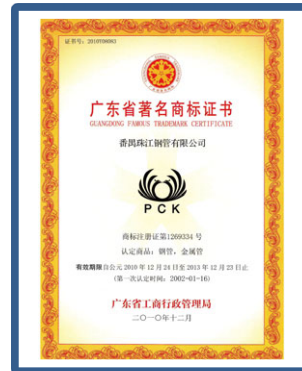 证书号：2010Y00003
广东省著名商标证书
GUANGDONG FAMOUS TRADEMARK CERTIFICATE
番禺珠江钢管有限公司
PCK
商标注册证第1269334号
认定商品：钢管，金属管
有效期限自公元2010年12月24日至2013年12月23日止
(第一次认定时间：2002-01-16)
广东省工商行政管理局
二〇一〇年十二月